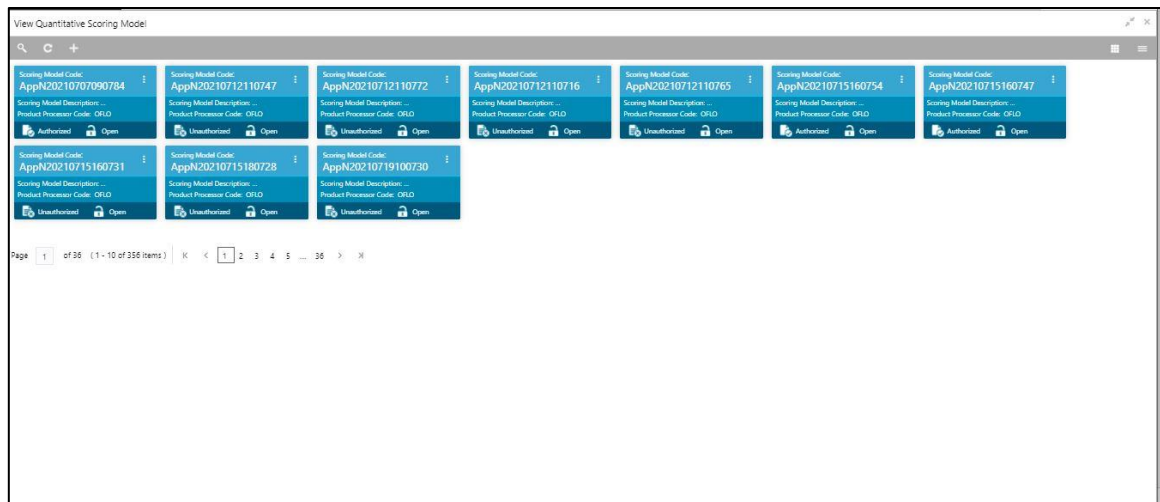 View Quantitative Scoring Model
Scoring Model Code:
AppN20210707090784
Scoring Model Description: ...
Product Processor Code: OFLO
Authorized Open
Scoring Model Code:
AppN20210712110747
Scoring Model Description: ...
Product Processor Code: OFLO
Unauthorized Open
Scoring Model Code:
AppN20210712110772
Scoring Model Description: ...
Product Processor Code: OFLO
Unauthorized Open
Scoring Model Code:
AppN20210712110716
Scoring Model Description: ...
Product Processor Code: OFLO
Unauthorized Open
Scoring Model Code:
AppN20210712110765
Scoring Model Description: ...
Product Processor Code: OFLO
Unauthorized Open
Scoring Model Code:
AppN20210715160754
Scoring Model Description: ...
Product Processor Code: OFLO
Authorized Open
Scoring Model Code:
AppN20210715160747
Scoring Model Description: ...
Product Processor Code: OFLO
Authorized Open
Scoring Model Code:
AppN20210715160731
Scoring Model Description: ...
Product Processor Code: OFLO
Unauthorized Open
Scoring Model Code:
AppN20210715180728
Scoring Model Description: ...
Product Processor Code: OFLO
Unauthorized Open
Scoring Model Code:
AppN20210719100730
Scoring Model Description: ...
Product Processor Code: OFLO
Unauthorized Open
Page 1 of 36 (1 - 10 of 356 items) 1 2 3 4 5 ... 36